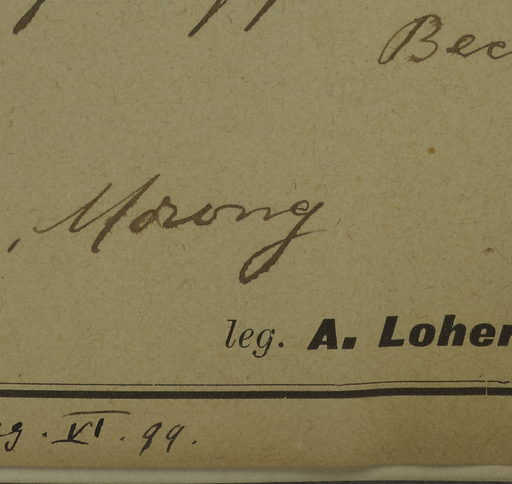 Bec
, Morong
leg. A. Loher
g. VI. 99.